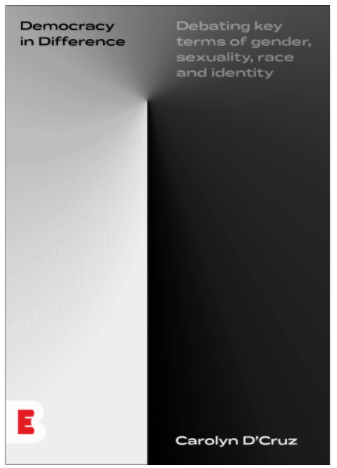 Democracy
in Difference
Debating key
terms of gender,
sexuality, race
and identity
E
Carolyn D'Cruz